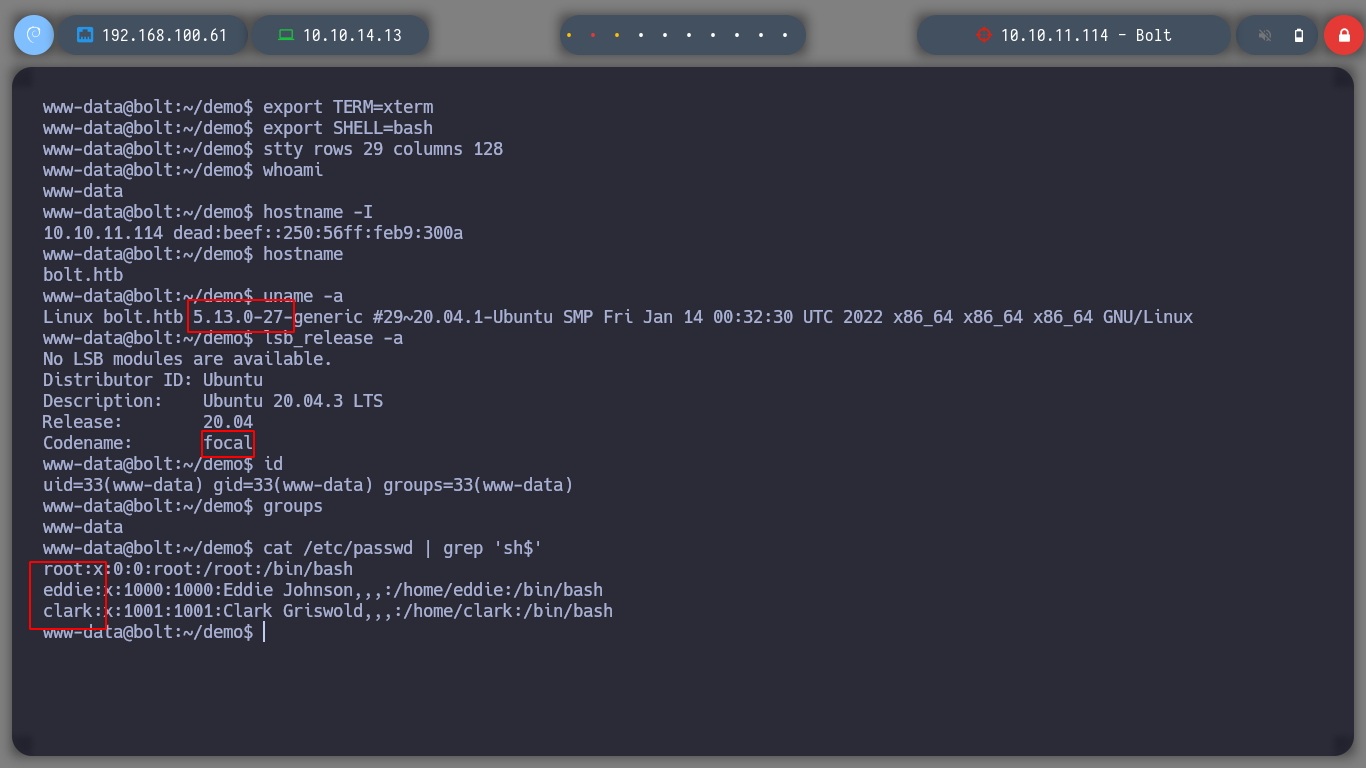 192.168.100.61 10.10.14.13 10.10.11.114 - Bolt
www-data@bolt:~/demo$ export TERM=xterm
www-data@bolt:~/demo$ export SHELL=bash
www-data@bolt:~/demo$ stty rows 29 columns 128
www-data@bolt:~/demo$ whoami
www-data
www-data@bolt:~/demo$ hostname -I
10.10.11.114 dead:beef::250:56ff:feb9:300a
www-data@bolt:~/demo$ hostname
bolt.htb
www-data@bolt:~/demo$ uname -a
Linux bolt.htb 5.13.0-27-generic #29~20.04.1-Ubuntu SMP Fri Jan 14 00:32:30 UTC 2022 x86_64 x86_64 x86_64 GNU/Linux
www-data@bolt:~/demo$ lsb_release -a
No LSB modules are available.
Distributor ID: Ubuntu
Description:    Ubuntu 20.04.3 LTS
Release:        20.04
Codename:       focal
www-data@bolt:~/demo$ id
uid=33(www-data) gid=33(www-data) groups=33(www-data)
www-data@bolt:~/demo$ groups
www-data
www-data@bolt:~/demo$ cat /etc/passwd | grep 'sh$'
root:x:0:0:root:/root:/bin/bash
eddie:x:1000:1000:Eddie Johnson,,,:/home/eddie:/bin/bash
clark:x:1001:1001:Clark Griswold,,,:/home/clark:/bin/bash
www-data@bolt:~/demo$